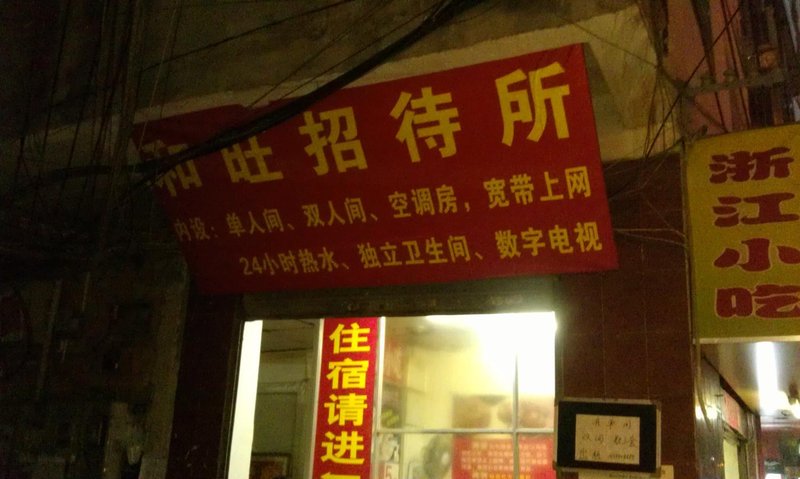 和旺招待所
内设：单人间、双人间、空调房，宽带上网
24小时热水、独立卫生间、数字电视
住宿请进
浙江小吃